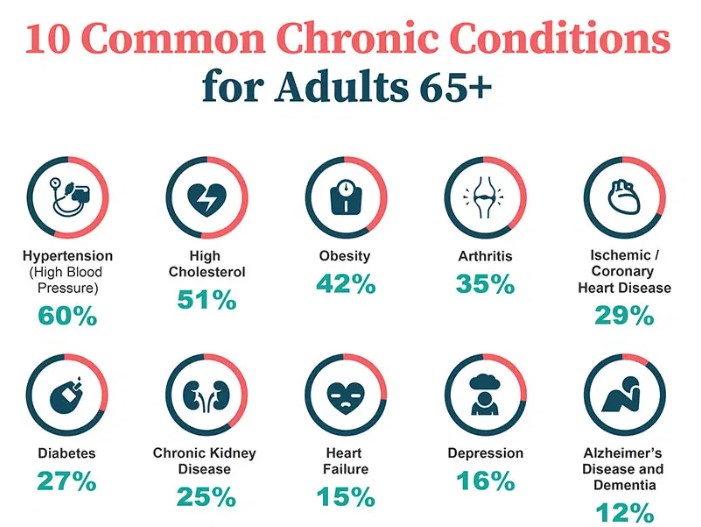 10 Common Chronic Conditions
for Adults 65+
Hypertension
(High Blood
Pressure)
60%
High
Cholesterol
51%
Obesity
42%
Arthritis
35%
Ischemic /
Coronary
Heart Disease
29%
Diabetes
27%
Chronic Kidney
Disease
25%
Heart
Failure
15%
Depression
16%
Alzheimer's
Disease and
Dementia
12%